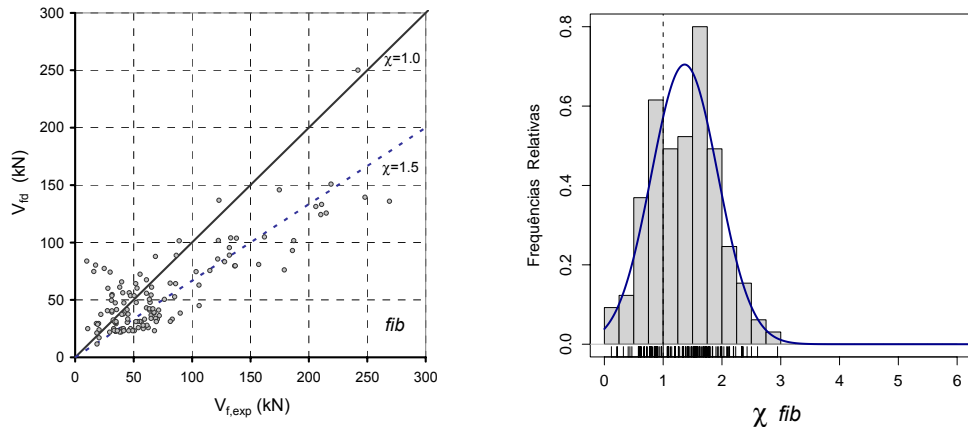 300
250
200
150
100
50
0
V_fd (kN)
χ=1.0
χ=1.5
fib
0 50 100 150 200 250 300
V_f,exp (kN)
0.8
0.6
0.4
0.2
0.0
Frequências Relativas
0 1 2 3 4 5 6
χ fib